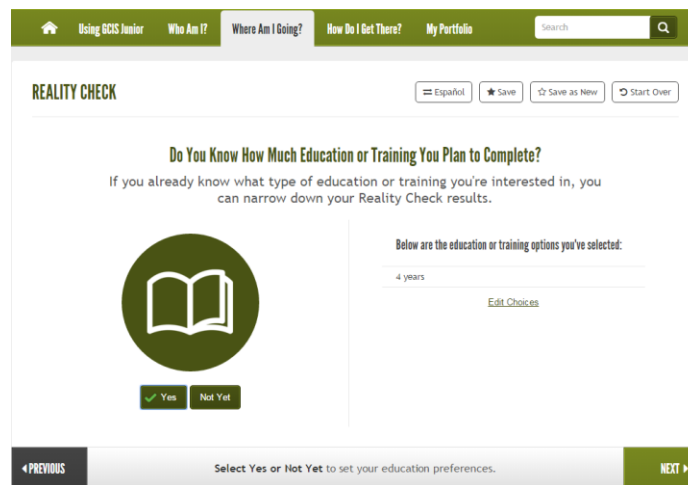 Using GCIS Junior Who Am I? Where Am I Going? How Do I Get There? My Portfolio Search
REALITY CHECK
Español Save Save as New Start Over
Do You Know How Much Education or Training You Plan to Complete?
If you already know what type of education or training you're interested in, you
can narrow down your Reality Check results.
Below are the education or training options you've selected:
4 years
Edit Choices
Yes Not Yet
PREVIOUS Select Yes or Not Yet to set your education preferences. NEXT